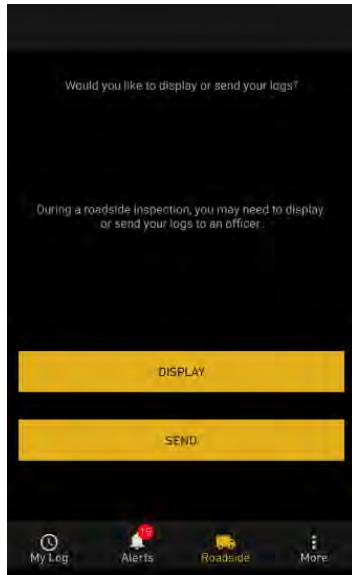 Would you like to display or send your logs?
During a roadside inspection, you may need to display
or send your logs to an officer.
DISPLAY
SEND
15
My Log
Alerts
Roadside
More